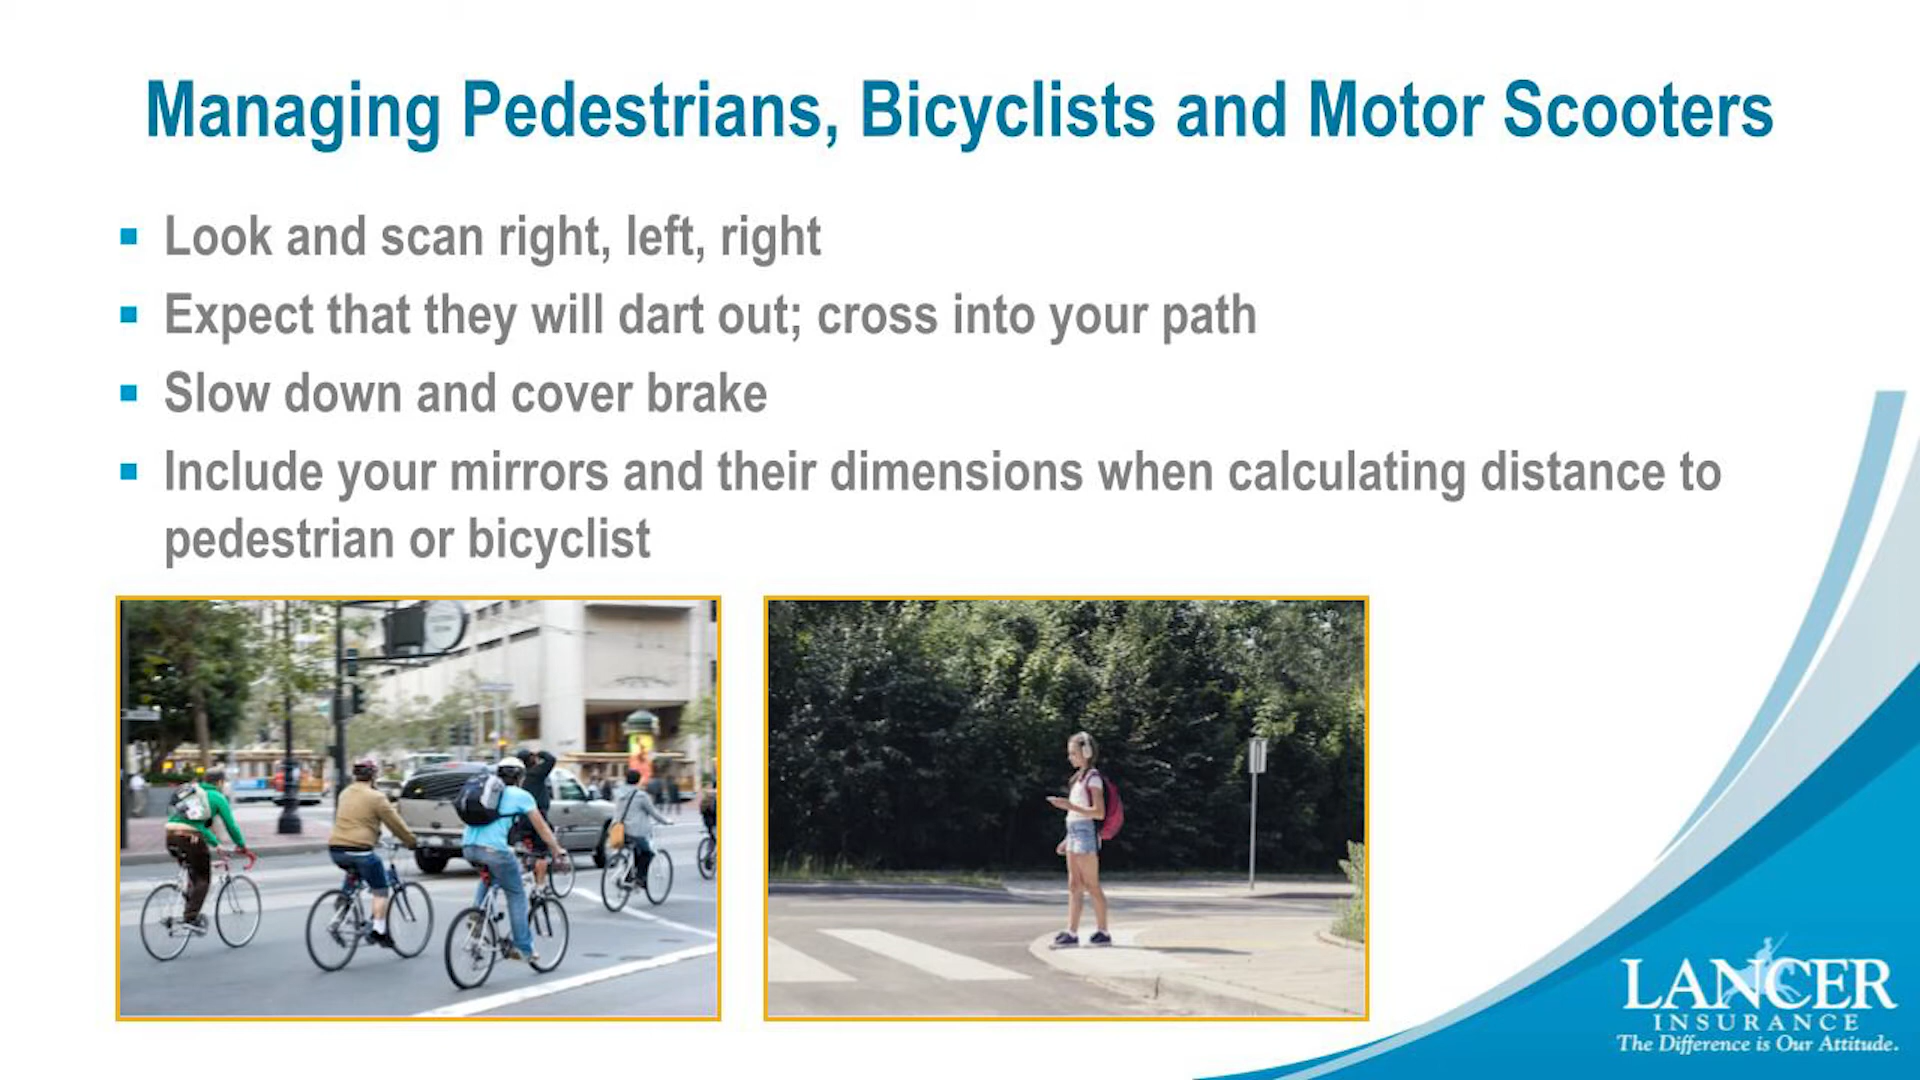 Managing Pedestrians, Bicyclists and Motor Scooters
Look and scan right, left, right
Expect that they will dart out; cross into your path
Slow down and cover brake
Include your mirrors and their dimensions when calculating distance to
pedestrian or bicyclist
LANCER
INSURANCE
The Difference is Our Attitude.